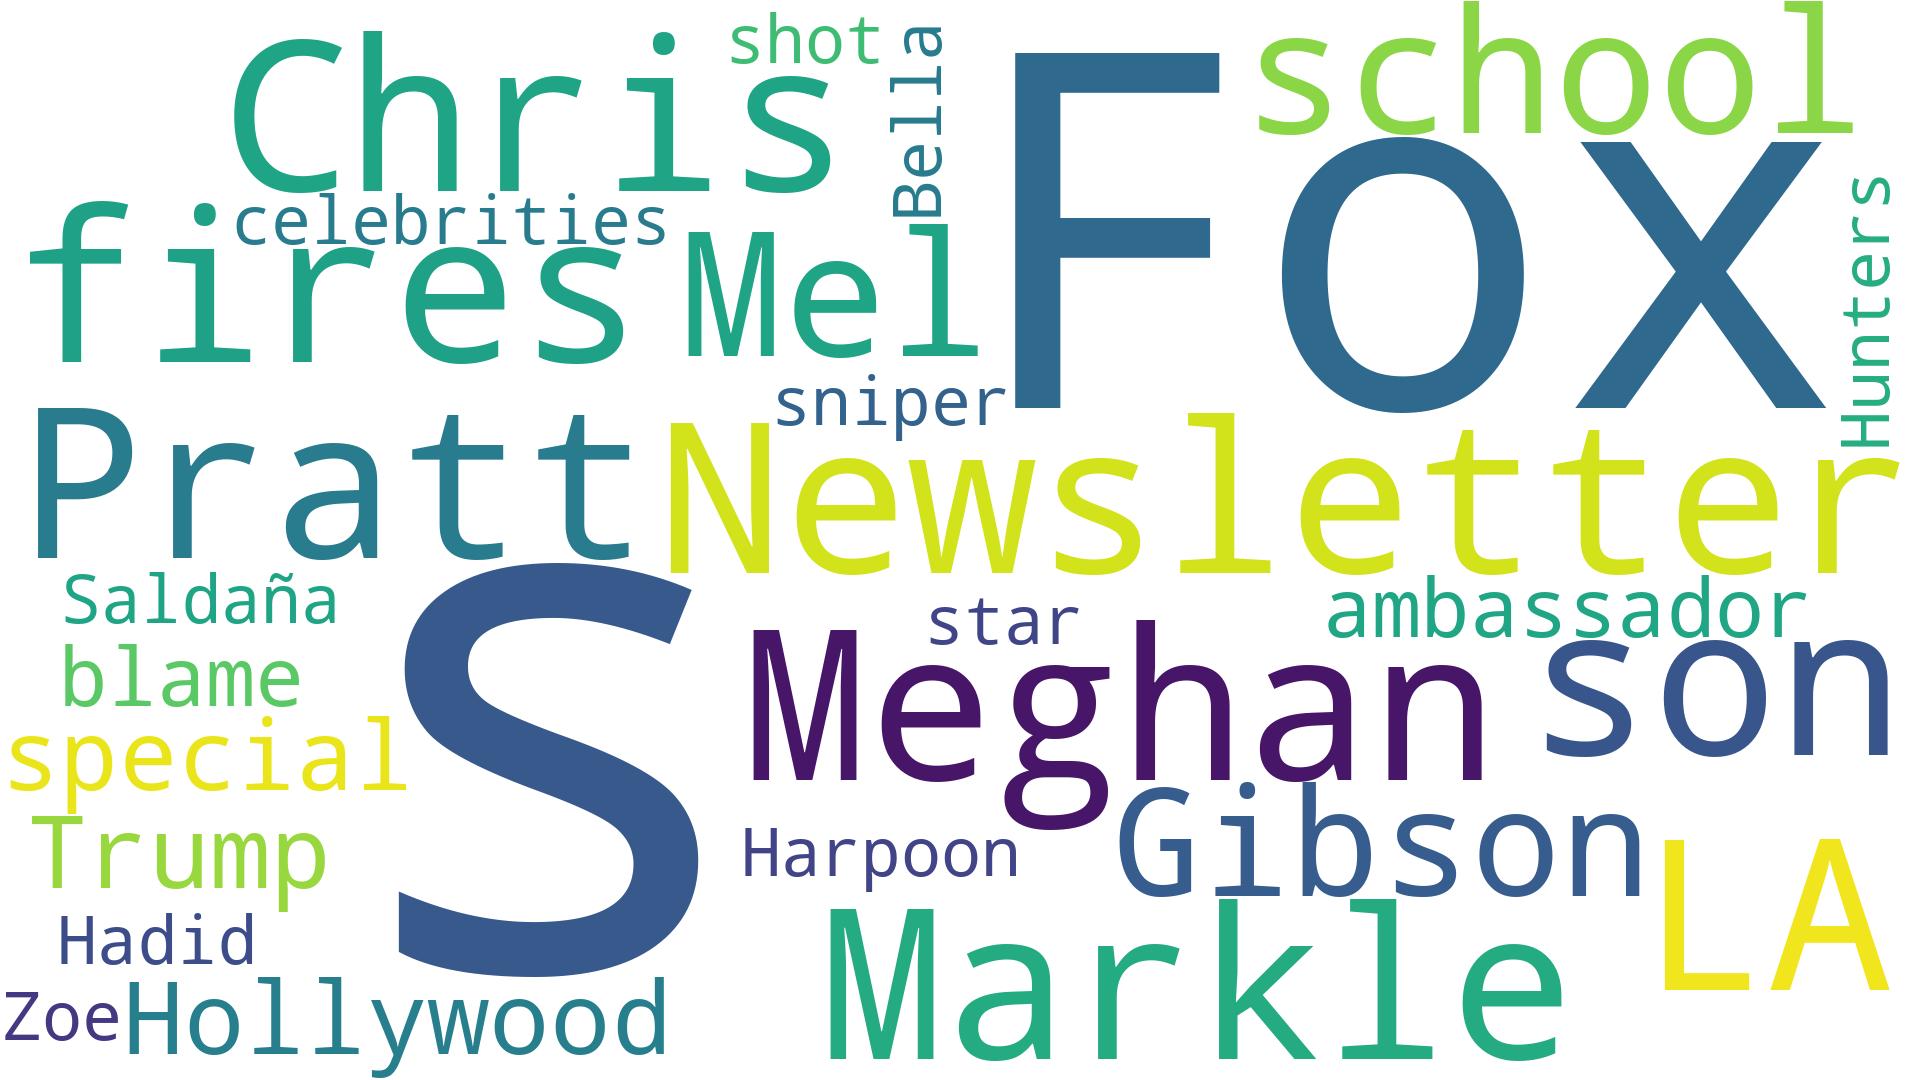 Chris
shot
Bella
Fox
school
celebrities
fires
Mel
Hunters
sniper
Pratt
Newsletter
Saldaña
S
star
ambassador
blame
Meghan
son
special
Trump
Harpoon
Gibson
LA
Hadid
Markle
Zoe
Hollywood